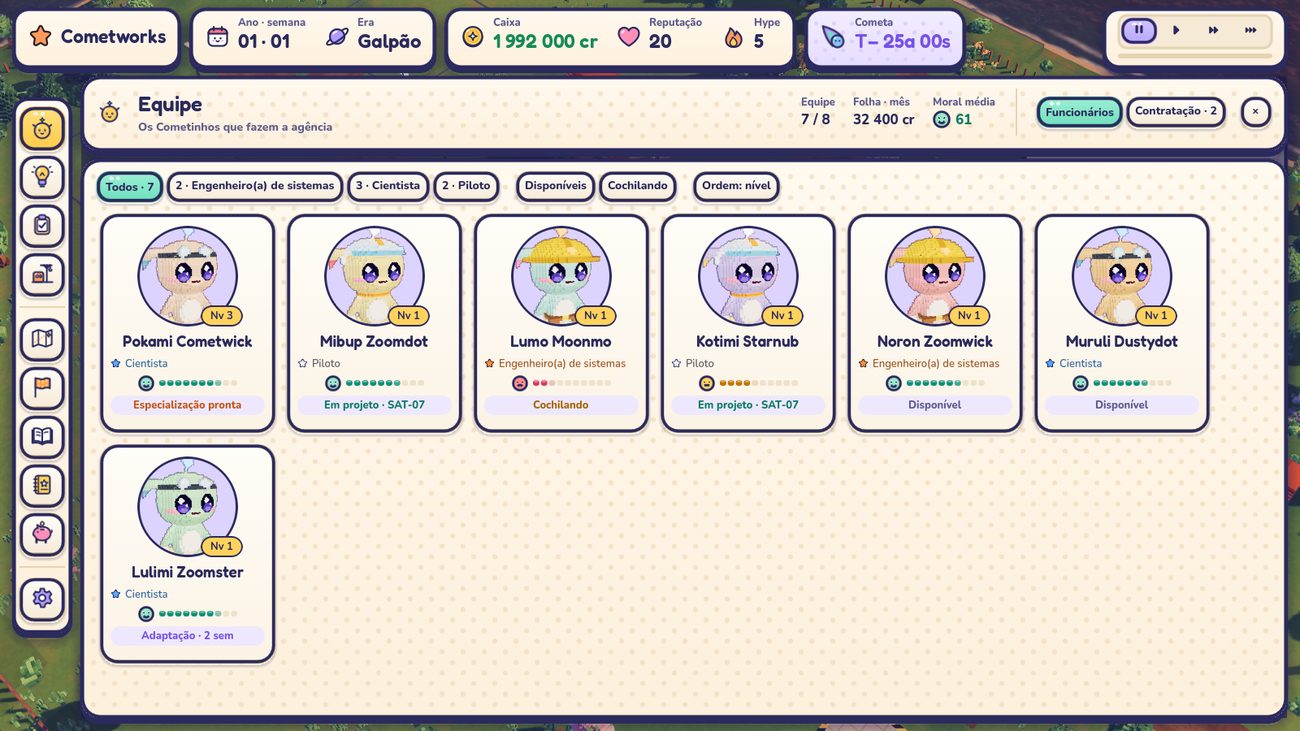 Cometworks
Ano · semana
01 · 01
Era
Galpão
Caixa
1 992 000 cr
Reputação
20
Hype
5
Cometa
T− 25a 00s
Equipe
Os Cometinhos que fazem a agência
Equipe
7 / 8
Folha · mês
32 400 cr
Moral média
61
Funcionários
Contratação · 2
×
Todos · 7
2 · Engenheiro(a) de sistemas
3 · Cientista
2 · Piloto
Disponíveis
Cochilando
Ordem: nível
Nv 3
Pokami Cometwick
Cientista
Especialização pronta
Nv 1
Mibup Zoomdot
Piloto
Em projeto · SAT-07
Nv 1
Lumo Moonmo
Engenheiro(a) de sistemas
Cochilando
Nv 1
Kotimi Starnub
Piloto
Em projeto · SAT-07
Nv 1
Noron Zoomwick
Engenheiro(a) de sistemas
Disponível
Nv 1
Muruli Dustydot
Cientista
Disponível
Nv 1
Lulimi Zoomster
Cientista
Adaptação · 2 sem